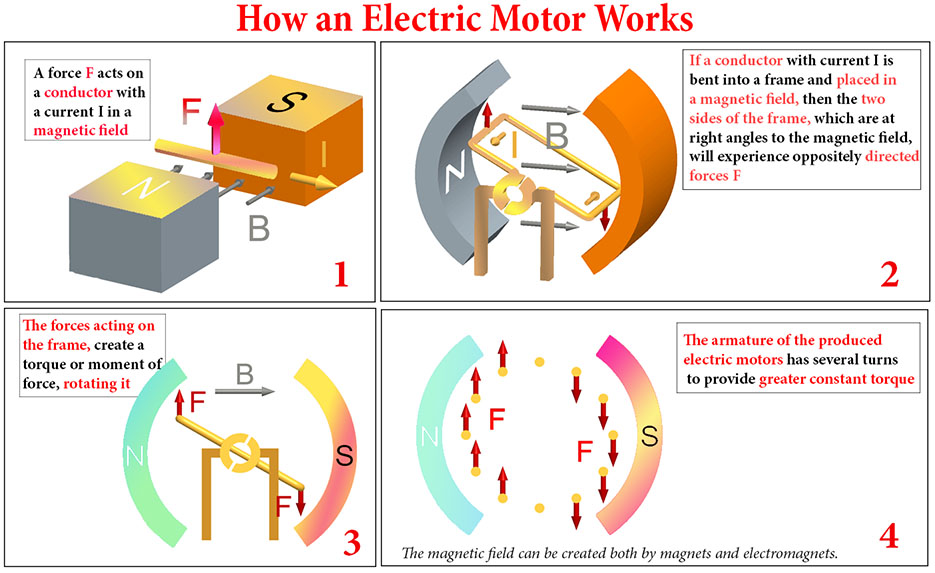 How an Electric Motor Works
A force F acts on
a conductor with
a current I in a
magnetic field
F
S
I
N
B
1
If a conductor with current I is
bent into a frame and placed in
a magnetic field, then the two
sides of the frame, which are at
right angles to the magnetic field,
will experience oppositely directed
forces F
N
I
B
2
The forces acting on
the frame, create a
torque or moment of
force, rotating it
B
F
N
S
F
3
The armature of the produced
electric motors has several turns
to provide greater constant torque
N
F
F
S
4
The magnetic field can be created both by magnets and electromagnets.